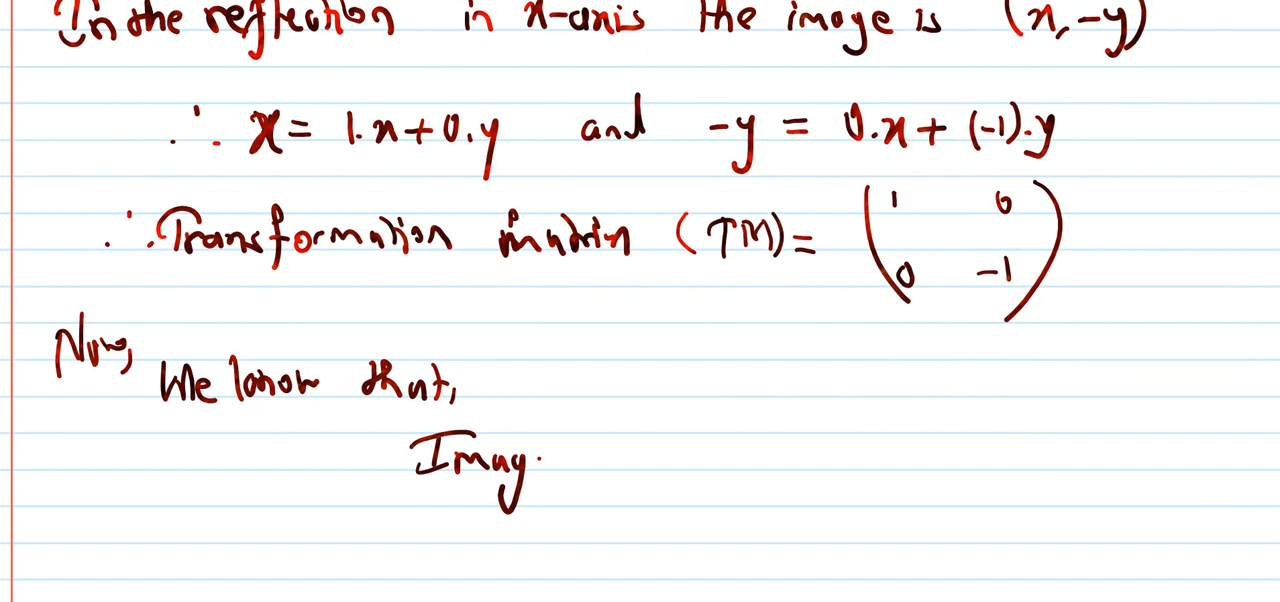 In the reflection in x-axis the image is (x, -y)
∴ x = 1.x + 0.y and -y = 0.x + (-1).y
∴ Transformation matrix (TM) = ( 1 0
0 -1 )
Now,
We know that,
Imag